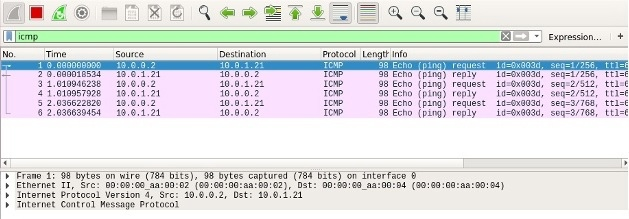 icmp
Expression...
+
No. Time Source Destination Protocol Length Info
1 0.000000000 10.0.0.2 10.0.1.21 ICMP 98 Echo (ping) request id=0x003d, seq=1/256, ttl=6
2 0.000018534 10.0.1.21 10.0.0.2 ICMP 98 Echo (ping) reply id=0x003d, seq=1/256, ttl=6
3 1.010946238 10.0.0.2 10.0.1.21 ICMP 98 Echo (ping) request id=0x003d, seq=2/512, ttl=6
4 1.010957928 10.0.1.21 10.0.0.2 ICMP 98 Echo (ping) reply id=0x003d, seq=2/512, ttl=6
5 2.036622820 10.0.0.2 10.0.1.21 ICMP 98 Echo (ping) request id=0x003d, seq=3/768, ttl=6
6 2.036639454 10.0.1.21 10.0.0.2 ICMP 98 Echo (ping) reply id=0x003d, seq=3/768, ttl=6
Frame 1: 98 bytes on wire (784 bits), 98 bytes captured (784 bits) on interface 0
Ethernet II, Src: 00:00:00_aa:00:02 (00:00:00:aa:00:02), Dst: 00:00:00_aa:00:04 (00:00:00:aa:00:04)
Internet Protocol Version 4, Src: 10.0.0.2, Dst: 10.0.1.21
Internet Control Message Protocol